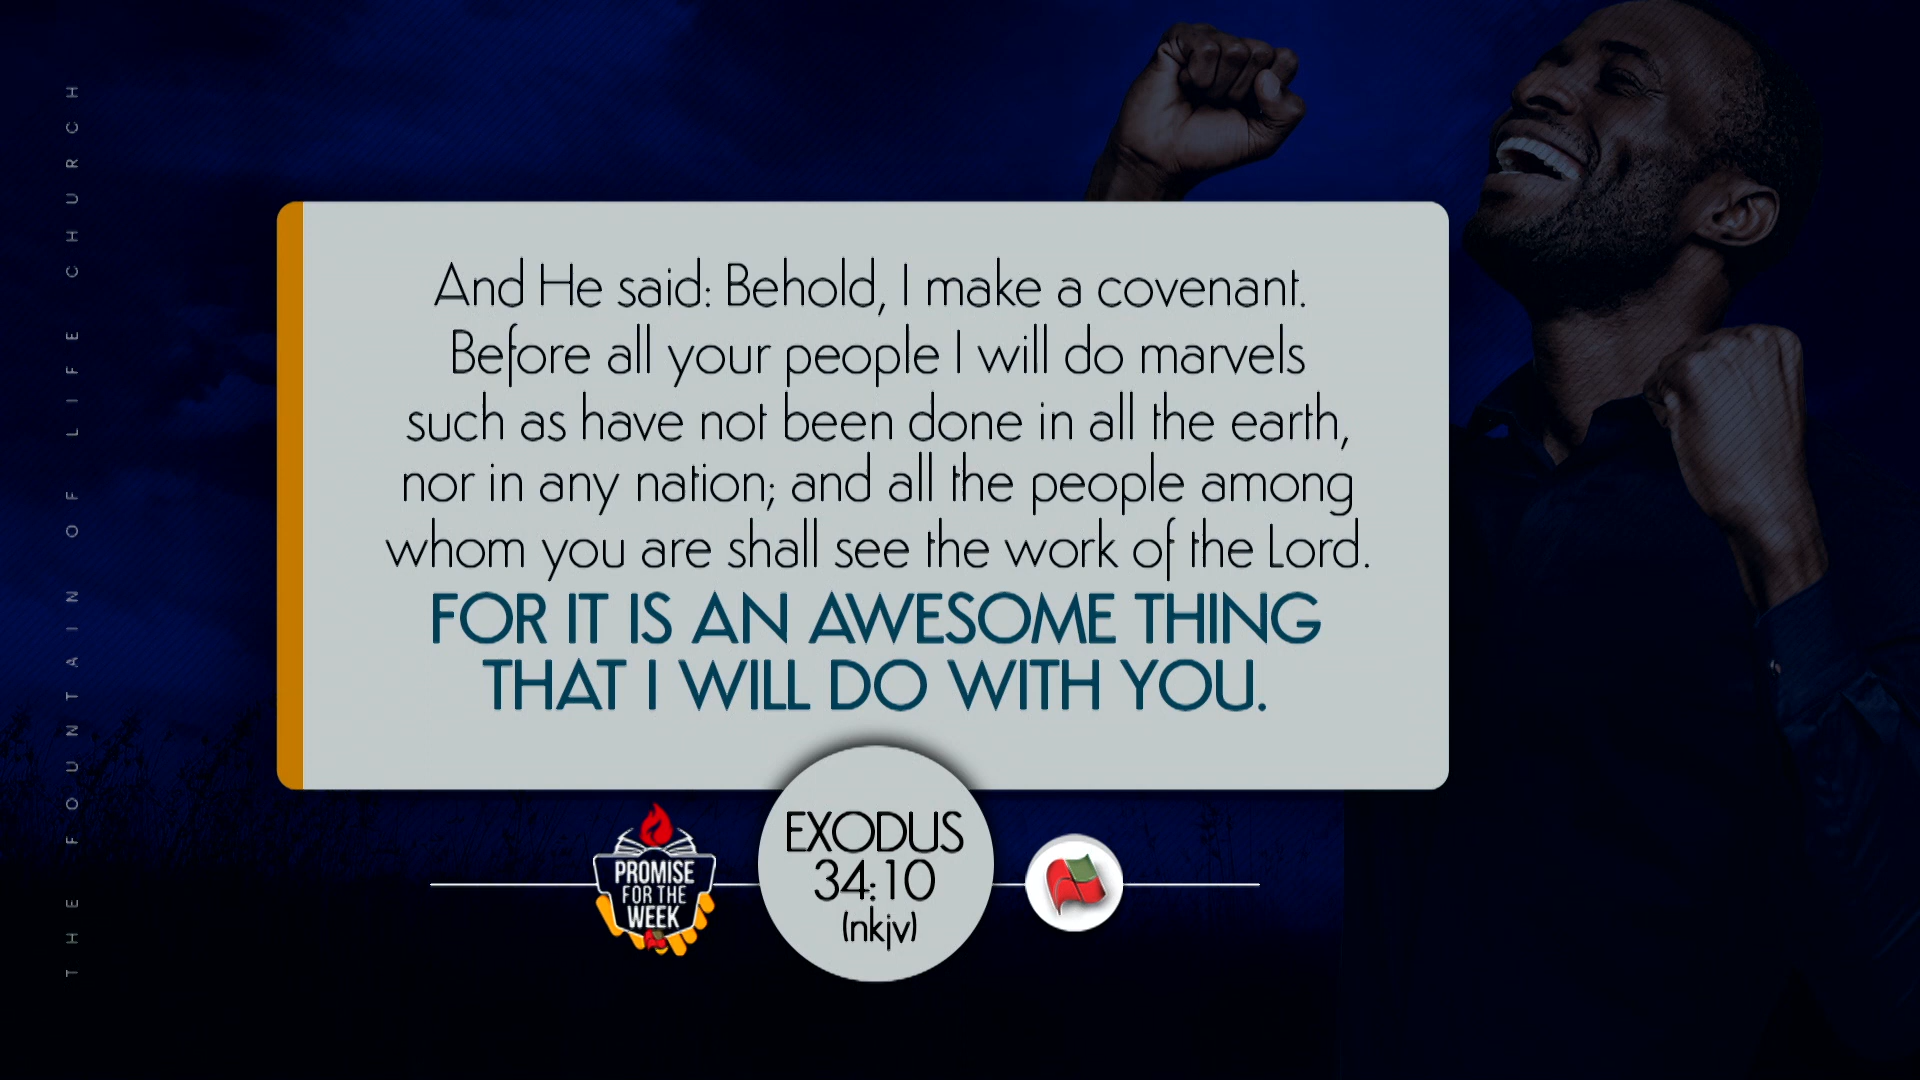 THE FOUNTAIN OF LIFE CHURCH
And He said: Behold, I make a covenant.
Before all your people I will do marvels
such as have not been done in all the earth,
nor in any nation; and all the people among
whom you are shall see the work of the Lord.
FOR IT IS AN AWESOME THING
THAT I WILL DO WITH YOU.
PROMISE
FOR THE
WEEK
EXODUS
34:10
(nkjv)